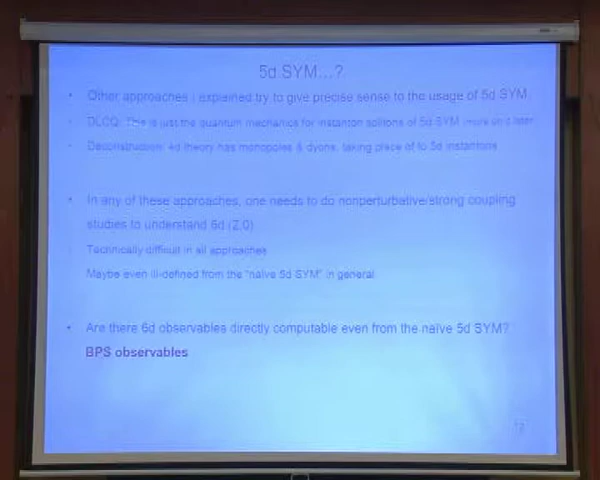 5d SYM…?
• Other approaches I explained try to give precise sense to the usage of 5d SYM
- DLCQ: This is just the quantum mechanics for instanton solitons of 5d SYM (more on it later
- Deconstruction: 4d theory has monopoles & dyons, taking place of to 5d instantons
• In any of these approaches, one needs to do nonperturbative/strong coupling
studies to understand 6d (2,0)
- Technically difficult in all approaches
Maybe even ill-defined from the "naïve 5d SYM" in general
• Are there 6d observables directly computable even from the naïve 5d SYM?
BPS observables